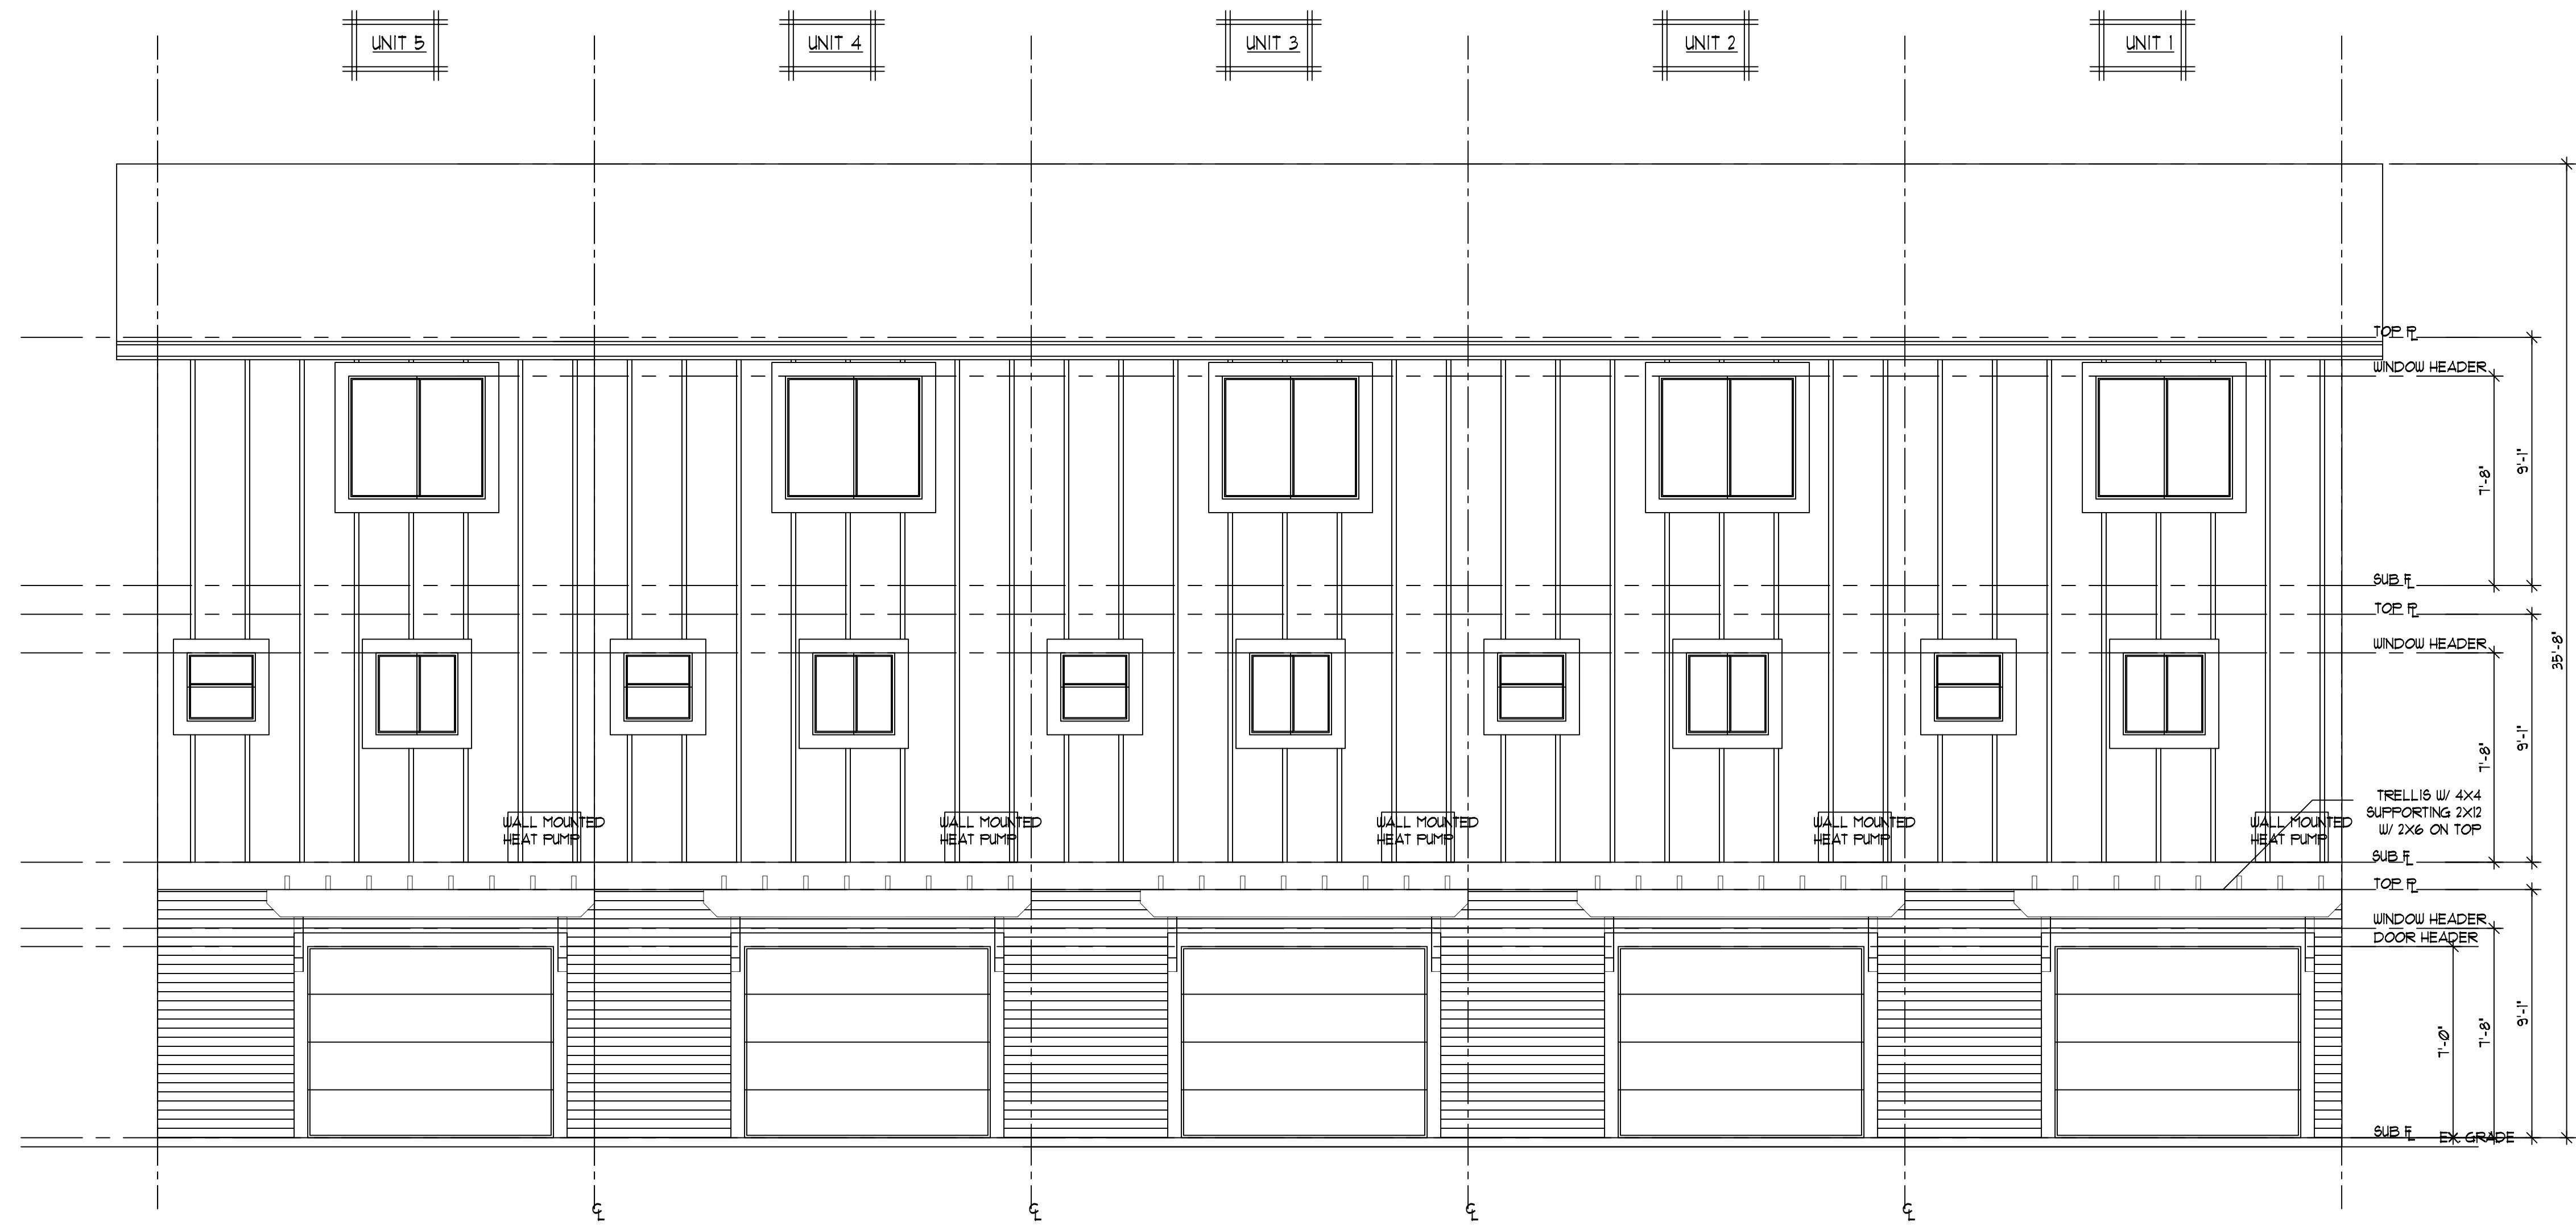 UNIT 5
UNIT 4
UNIT 3
UNIT 2
UNIT 1
TOP PL
WINDOW HEADER
9'-1"
7'-8"
SUB FL
TOP PL
WINDOW HEADER
35'-8"
9'-1"
7'-8"
TRELLIS W/ 4X4
SUPPORTING 2X12
W/ 2X6 ON TOP
WALL MOUNTED
HEAT PUMP
WALL MOUNTED
HEAT PUMP
WALL MOUNTED
HEAT PUMP
WALL MOUNTED
HEAT PUMP
WALL MOUNTED
HEAT PUMP
SUB FL
TOP PL
WINDOW HEADER
DOOR HEADER
9'-1"
7'-8"
7'-0"
SUB FL
EX. GRADE
CL
CL
CL
CL